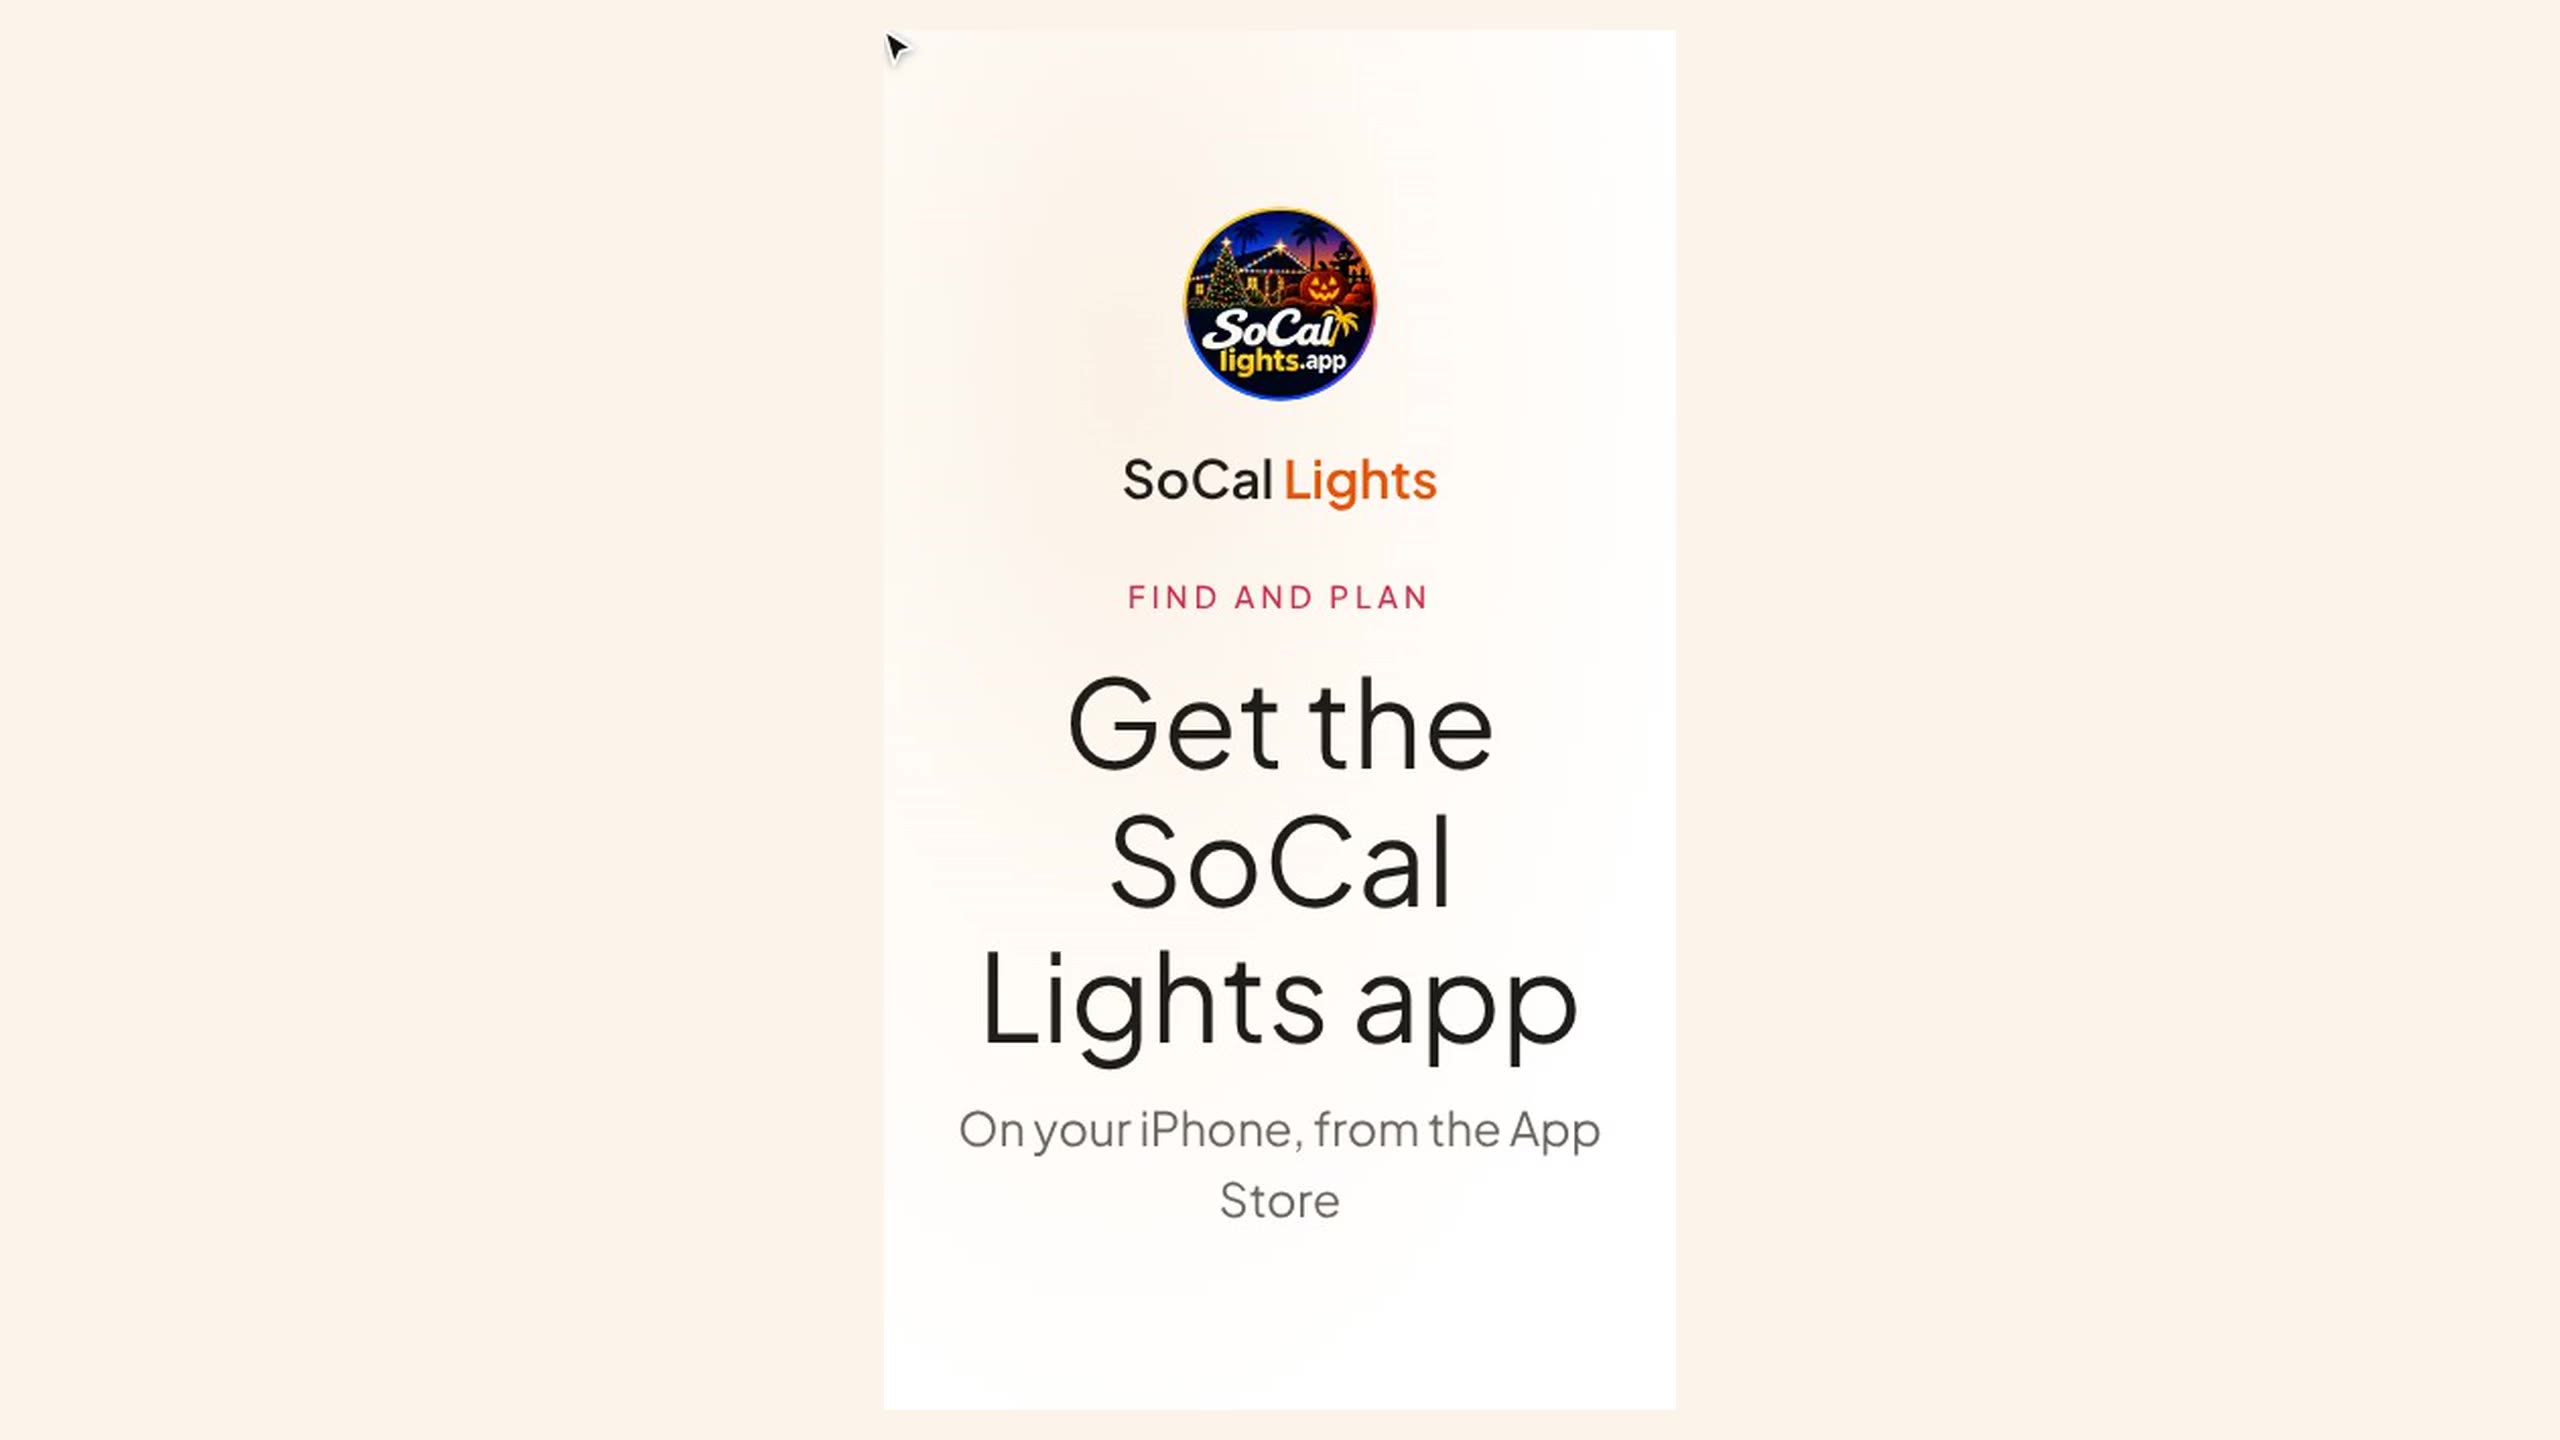 SoCal
lights.app
SoCal Lights
FIND AND PLAN
Get the
SoCal
Lights app
On your iPhone, from the App
Store